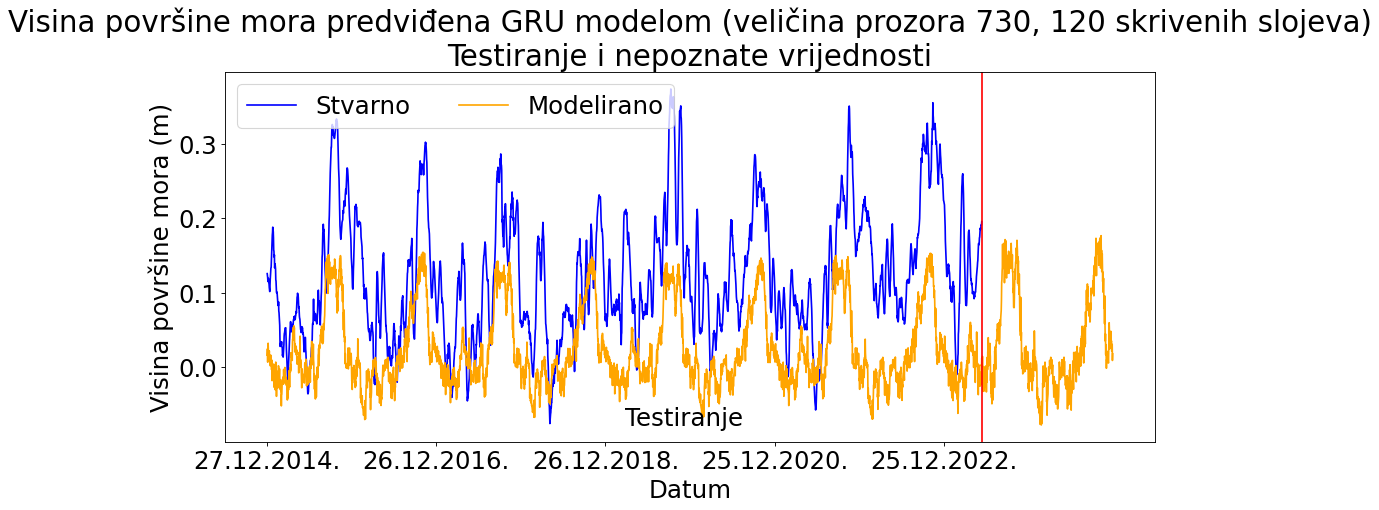 Visina površine mora predviđena GRU modelom (veličina prozora 730, 120 skrivenih slojeva)
Testiranje i nepoznate vrijednosti
Stvarno Modelirano
Visina površine mora (m)
0.3
0.2
0.1
0.0
Testiranje
27.12.2014. 26.12.2016. 26.12.2018. 25.12.2020. 25.12.2022.
Datum